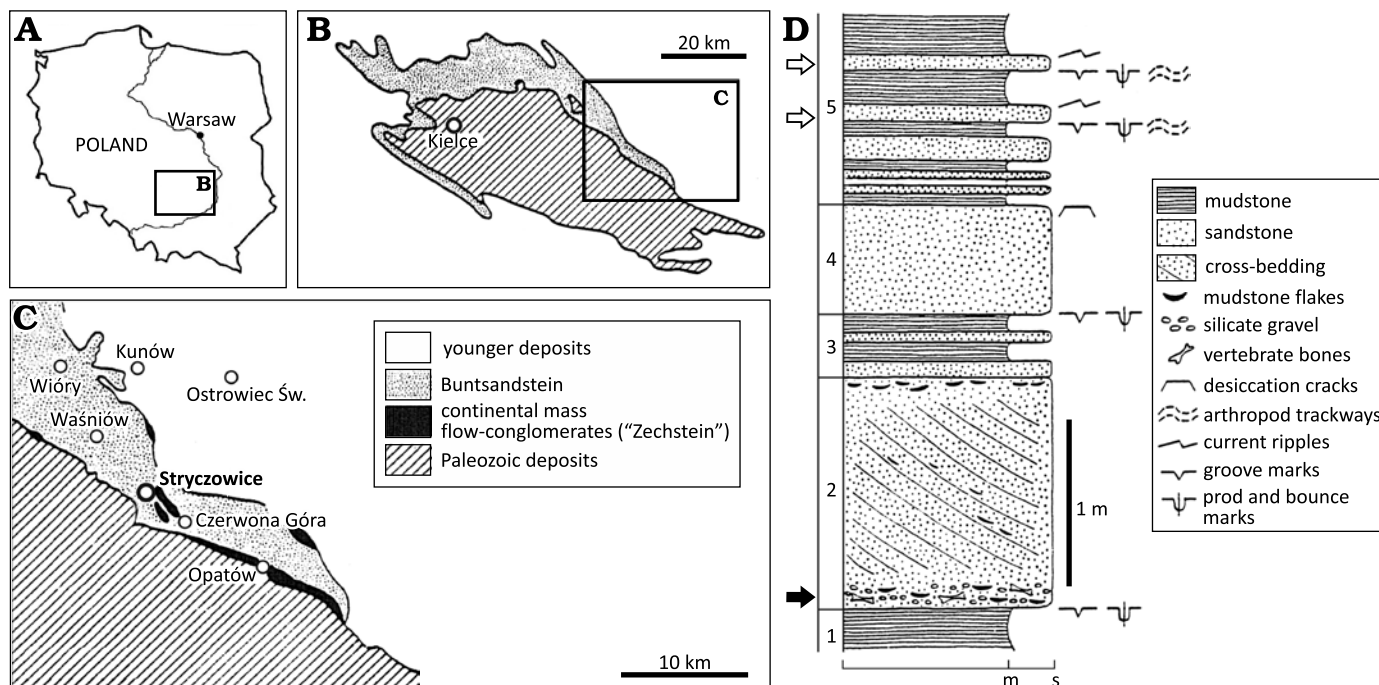 A
POLAND
Warsaw
B
B
20 km
C
Kielce
C
Kunów
Wióry
Ostrowiec Św.
Waśniów
Stryczowice
Czerwona Góra
Opatów
younger deposits
Buntsandstein
continental mass
flow-conglomerates (“Zechstein”)
Paleozoic deposits
10 km
D
5
4
3
2
1
1 m
m s
mudstone
sandstone
cross-bedding
mudstone flakes
silicate gravel
vertebrate bones
desiccation cracks
arthropod trackways
current ripples
groove marks
prod and bounce
marks